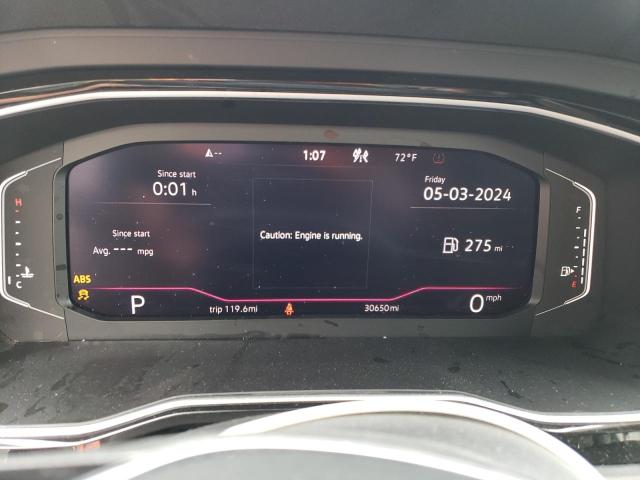 -- 1:07 72°F
Since start
0:01 h
Friday
05-03-2024
H
F
Since start
Avg. --- mpg
Caution: Engine is running.
275 mi
C
E
ABS
P
0 mph
trip 119.6mi
30650mi